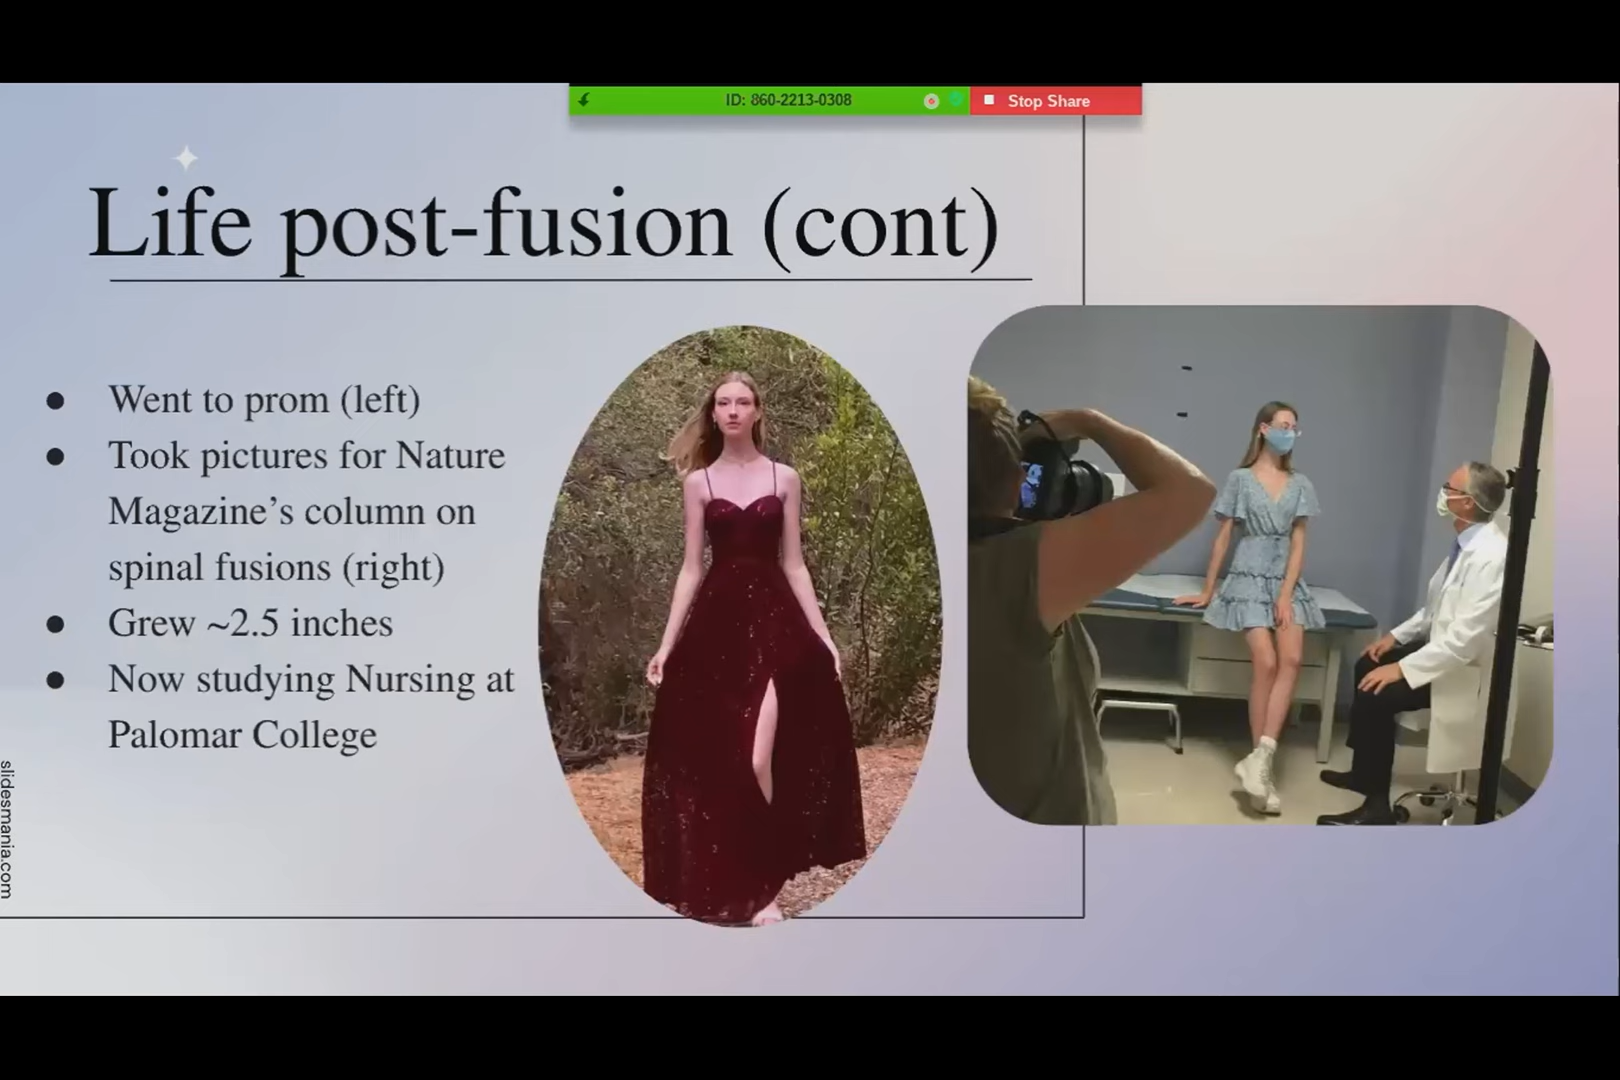 ID: 860-2213-0308
Stop Share
Life post-fusion (cont)
● Went to prom (left)
● Took pictures for Nature
Magazine’s column on
spinal fusions (right)
● Grew ~2.5 inches
● Now studying Nursing at
Palomar College
slidesmania.com